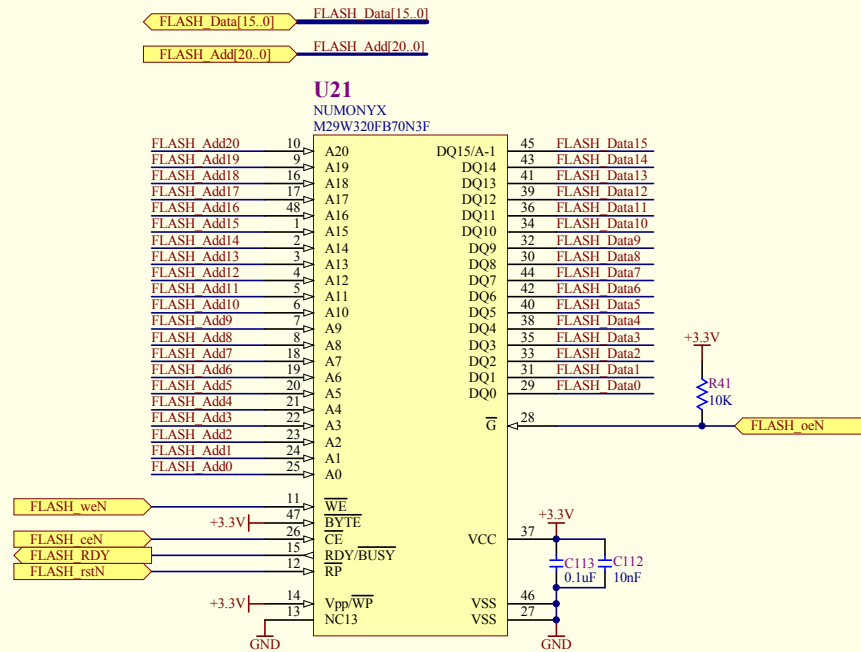 FLASH_Data[15..0] FLASH_Data[15..0]
FLASH_Add[20..0] FLASH_Add[20..0]
U21
NUMONYX
M29W320FB70N3F
FLASH_Add20 10 A20 DQ15/A-1 45 FLASH_Data15
FLASH_Add19 9 A19 DQ14 43 FLASH_Data14
FLASH_Add18 16 A18 DQ13 41 FLASH_Data13
FLASH_Add17 17 A17 DQ12 39 FLASH_Data12
FLASH_Add16 48 A16 DQ11 36 FLASH_Data11
FLASH_Add15 1 A15 DQ10 34 FLASH_Data10
FLASH_Add14 2 A14 DQ9 32 FLASH_Data9
FLASH_Add13 3 A13 DQ8 30 FLASH_Data8
FLASH_Add12 4 A12 DQ7 44 FLASH_Data7
FLASH_Add11 5 A11 DQ6 42 FLASH_Data6
FLASH_Add10 6 A10 DQ5 40 FLASH_Data5
FLASH_Add9 7 A9 DQ4 38 FLASH_Data4
FLASH_Add8 8 A8 DQ3 35 FLASH_Data3
FLASH_Add7 18 A7 DQ2 33 FLASH_Data2
FLASH_Add6 19 A6 DQ1 31 FLASH_Data1
FLASH_Add5 20 A5 DQ0 29 FLASH_Data0
FLASH_Add4 21 A4
FLASH_Add3 22 A3 G 28 FLASH_oeN
FLASH_Add2 23 A2
FLASH_Add1 24 A1
FLASH_Add0 25 A0
+3.3V
R41
10K
FLASH_weN 11 WE
+3.3V 47 BYTE
FLASH_ceN 26 CE VCC 37 +3.3V
FLASH_RDY 15 RDY/BUSY
FLASH_rstN 12 RP
C113 C112
0.1uF 10nF
+3.3V 14 Vpp/WP VSS 46
13 NC13 VSS 27
GND GND